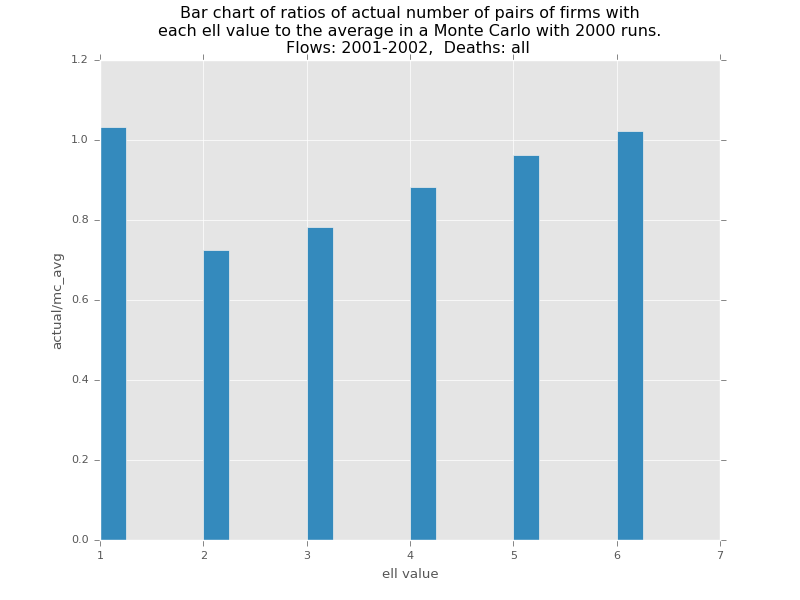 Bar chart of ratios of actual number of pairs of firms with
each ell value to the average in a Monte Carlo with 2000 runs.
Flows: 2001-2002,  Deaths: all
1.2
1.0
0.8
0.6
0.4
0.2
0.0
actual/mc_avg
1 2 3 4 5 6 7
ell value